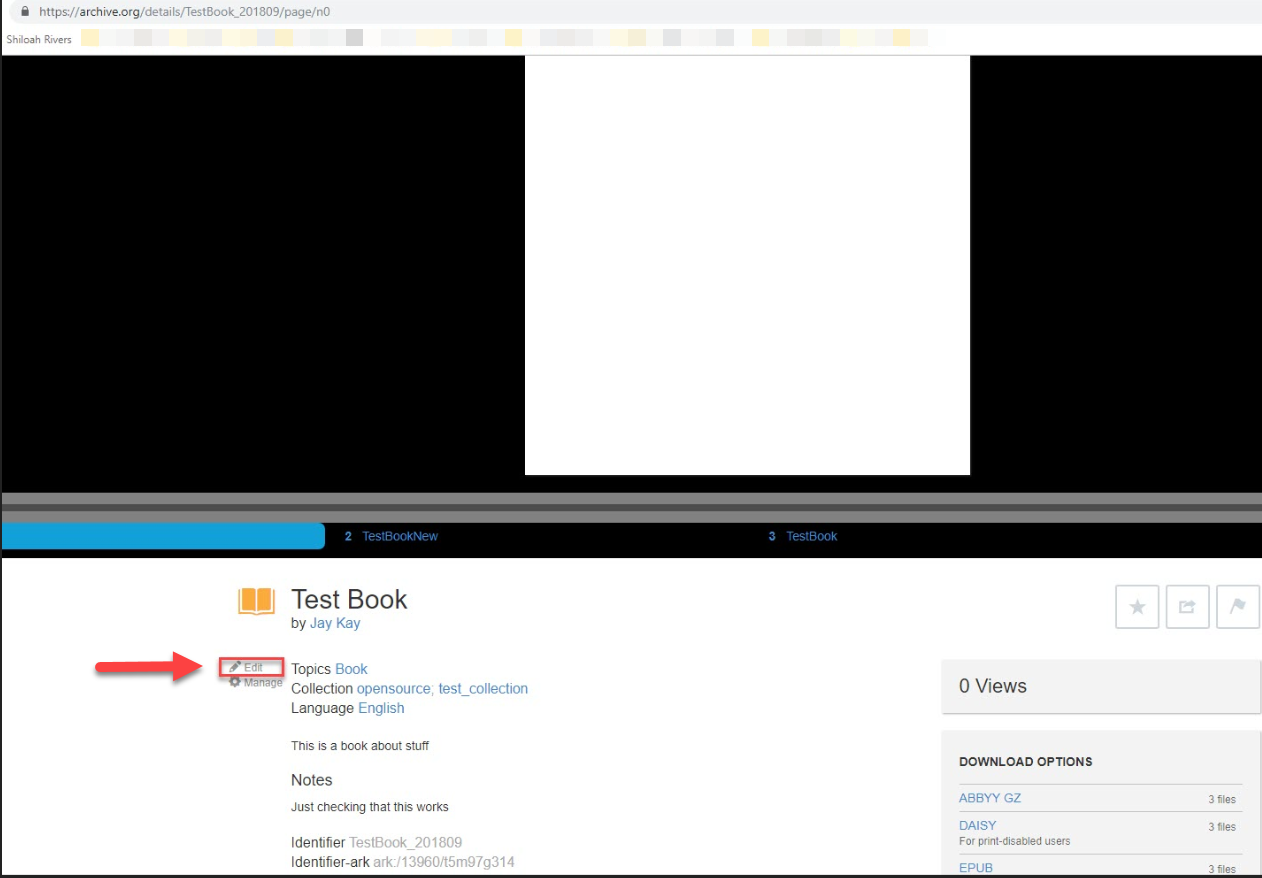 https://archive.org/details/TestBook_201809/page/n0
Shiloah Rivers
2 TestBookNew 3 TestBook
Test Book
by Jay Kay
Edit
Manage
Topics Book
Collection opensource; test_collection
Language English
This is a book about stuff
Notes
Just checking that this works
Identifier TestBook_201809
Identifier-ark ark:/13960/t5m97g314
0 Views
DOWNLOAD OPTIONS
ABBYY GZ 3 files
DAISY 3 files
For print-disabled users
EPUB 3 files